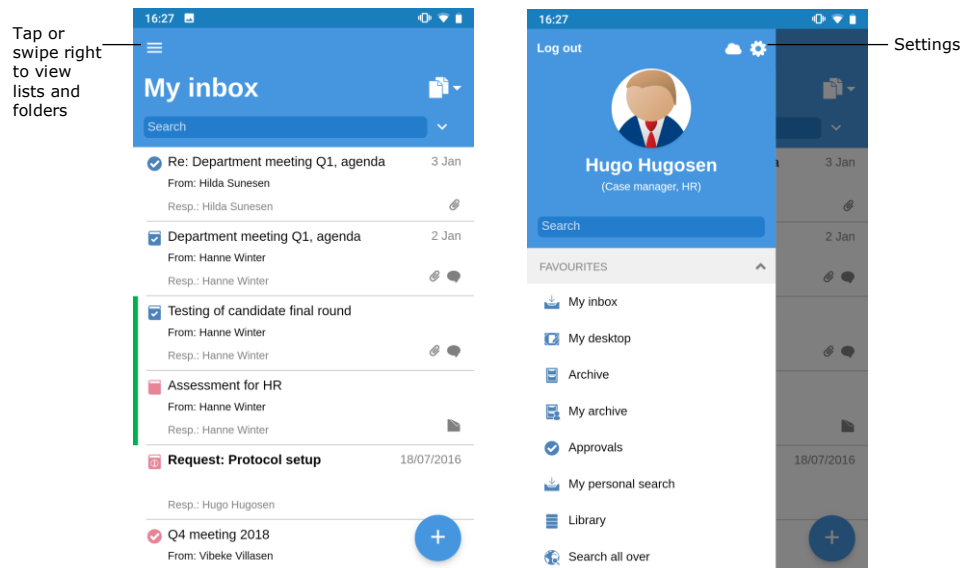 Tap or
swipe right
to view
lists and
folders
16:27
My inbox
Search
Re: Department meeting Q1, agenda 3 Jan
From: Hilda Sunesen
Resp.: Hilda Sunesen
Department meeting Q1, agenda 2 Jan
From: Hanne Winter
Resp.: Hanne Winter
Testing of candidate final round
From: Hanne Winter
Resp.: Hanne Winter
Assessment for HR
From: Hanne Winter
Resp.: Hanne Winter
Request: Protocol setup 18/07/2016
Resp.: Hugo Hugosen
Q4 meeting 2018
From: Vibeke Villasen
+
16:27
Log out
Settings
Hugo Hugosen
(Case manager, HR)
Search
FAVOURITES
My inbox
My desktop
Archive
My archive
Approvals
My personal search
Library
Search all over
a 3 Jan
2 Jan
18/07/2016
+